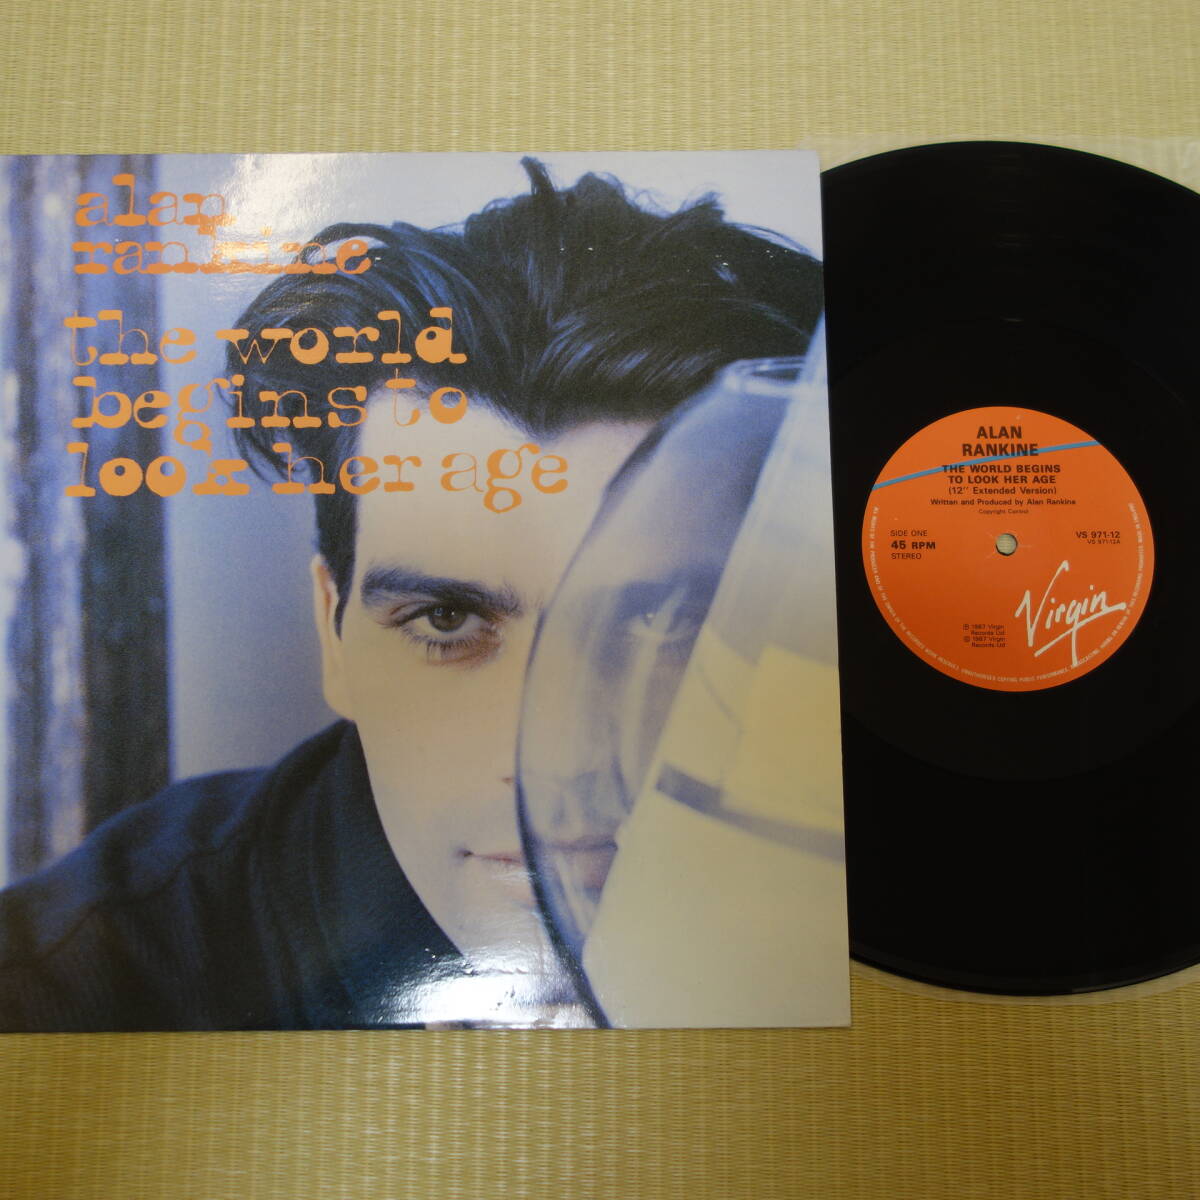 alan
rankine
the world
begins to
look her age
ALAN
RANKINE
THE WORLD BEGINS
TO LOOK HER AGE
(12" Extended Version)
Written and Produced by Alan Rankine
Copyright Control
SIDE ONE
45 RPM
STEREO
VS 971-12
VS 971-12A
Virgin
℗ 1987 Virgin
Records Ltd
© 1987 Virgin
Records Ltd